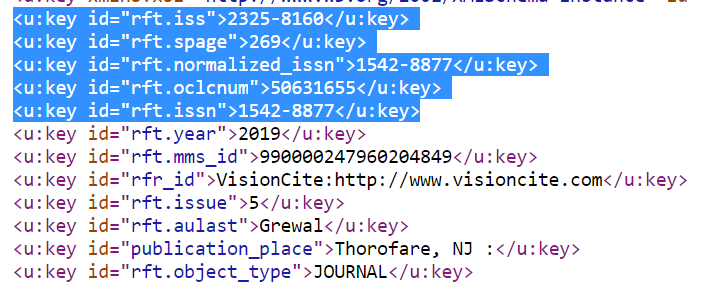 <u:key id="rft.iss">2325-8160</u:key>
<u:key id="rft.spage">269</u:key>
<u:key id="rft.normalized_issn">1542-8877</u:key>
<u:key id="rft.oclcnum">50631655</u:key>
<u:key id="rft.issn">1542-8877</u:key>
<u:key id="rft.year">2019</u:key>
<u:key id="rft.mms_id">990000247960204849</u:key>
<u:key id="rfr_id">VisionCite:http://www.visioncite.com</u:key>
<u:key id="rft.issue">5</u:key>
<u:key id="rft.aulast">Grewal</u:key>
<u:key id="publication_place">Thorofare, NJ :</u:key>
<u:key id="rft.object_type">JOURNAL</u:key>